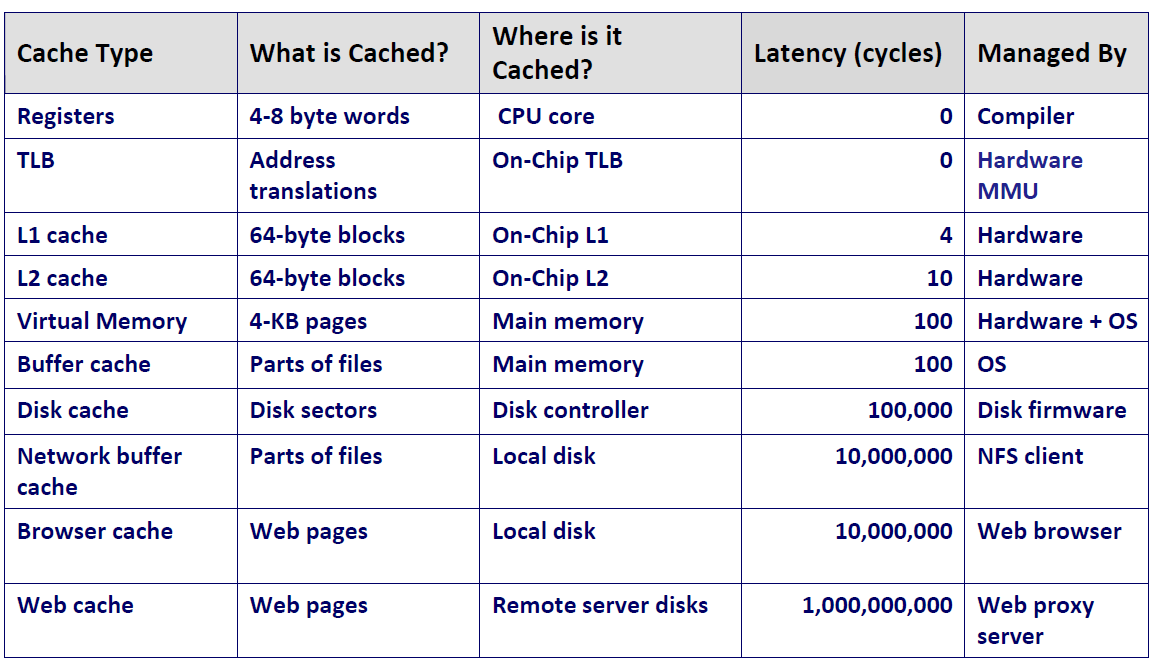 Cache Type What is Cached? Where is it Cached? Latency (cycles) Managed By
Registers 4-8 byte words CPU core 0 Compiler
TLB Address translations On-Chip TLB 0 Hardware MMU
L1 cache 64-byte blocks On-Chip L1 4 Hardware
L2 cache 64-byte blocks On-Chip L2 10 Hardware
Virtual Memory 4-KB pages Main memory 100 Hardware + OS
Buffer cache Parts of files Main memory 100 OS
Disk cache Disk sectors Disk controller 100,000 Disk firmware
Network buffer cache Parts of files Local disk 10,000,000 NFS client
Browser cache Web pages Local disk 10,000,000 Web browser
Web cache Web pages Remote server disks 1,000,000,000 Web proxy server